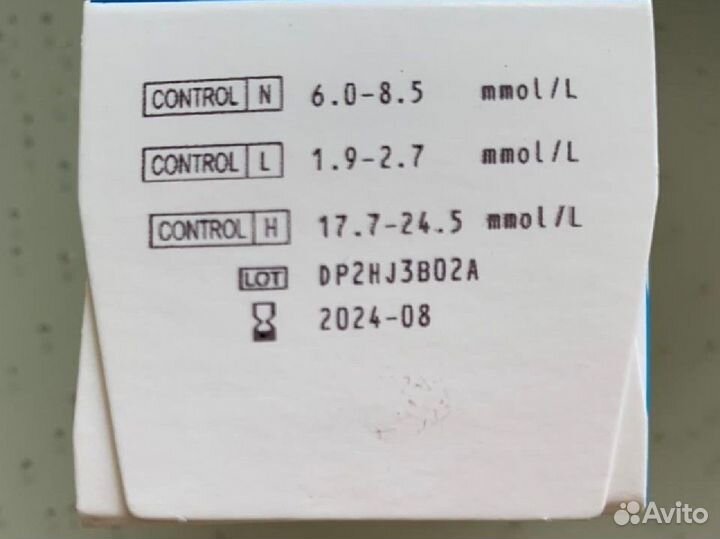 CONTROL N 6.0-8.5 mmol/L
CONTROL L 1.9-2.7 mmol/L
CONTROL H 17.7-24.5 mmol/L
LOT DP2HJ3B02A
2024-08
Avito